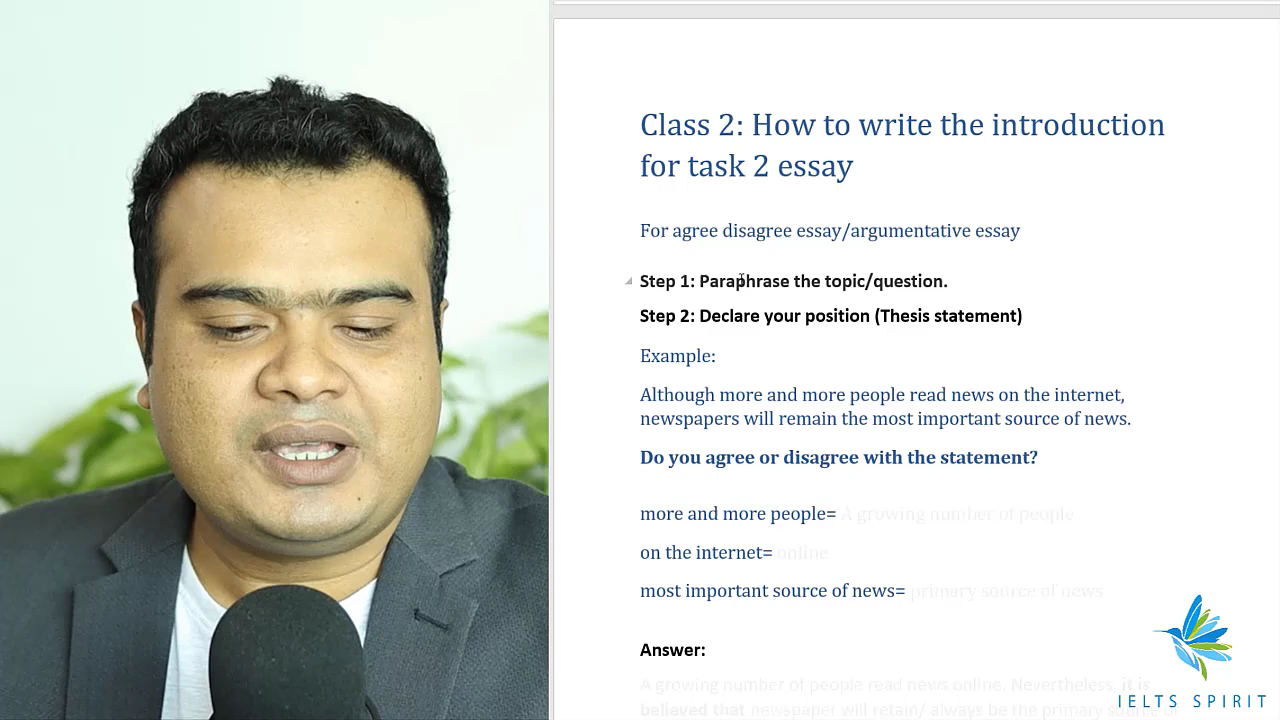 Class 2: How to write the introduction
for task 2 essay
For agree disagree essay/argumentative essay
Step 1: Paraphrase the topic/question.
Step 2: Declare your position (Thesis statement)
Example:
Although more and more people read news on the internet,
newspapers will remain the most important source of news.
Do you agree or disagree with the statement?
more and more people= A growing number of people
on the internet= online
most important source of news= primary source of news
Answer:
A growing number of people read news online. Nevertheless, it is
believed that newspaper will retain/ always be the primary source of
IELTS SPIRIT